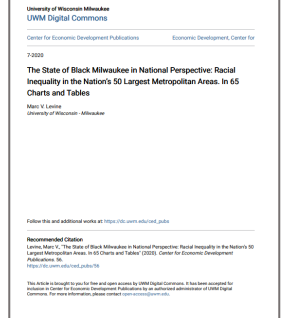 University of Wisconsin Milwaukee
UWM Digital Commons
Center for Economic Development Publications
Economic Development, Center for
7-2020
The State of Black Milwaukee in National Perspective: Racial
Inequality in the Nation's 50 Largest Metropolitan Areas. In 65
Charts and Tables
Marc V. Levine
University of Wisconsin - Milwaukee
Follow this and additional works at: https://dc.uwm.edu/ced_pubs
Recommended Citation
Levine, Marc V., "The State of Black Milwaukee in National Perspective: Racial Inequality in the Nation's 50
Largest Metropolitan Areas. In 65 Charts and Tables" (2020). Center for Economic Development
Publications. 56.
https://dc.uwm.edu/ced_pubs/56
This Article is brought to you for free and open access by UWM Digital Commons. It has been accepted for
inclusion in Center for Economic Development Publications by an authorized administrator of UWM Digital
Commons. For more information, please contact open-access@uwm.edu.